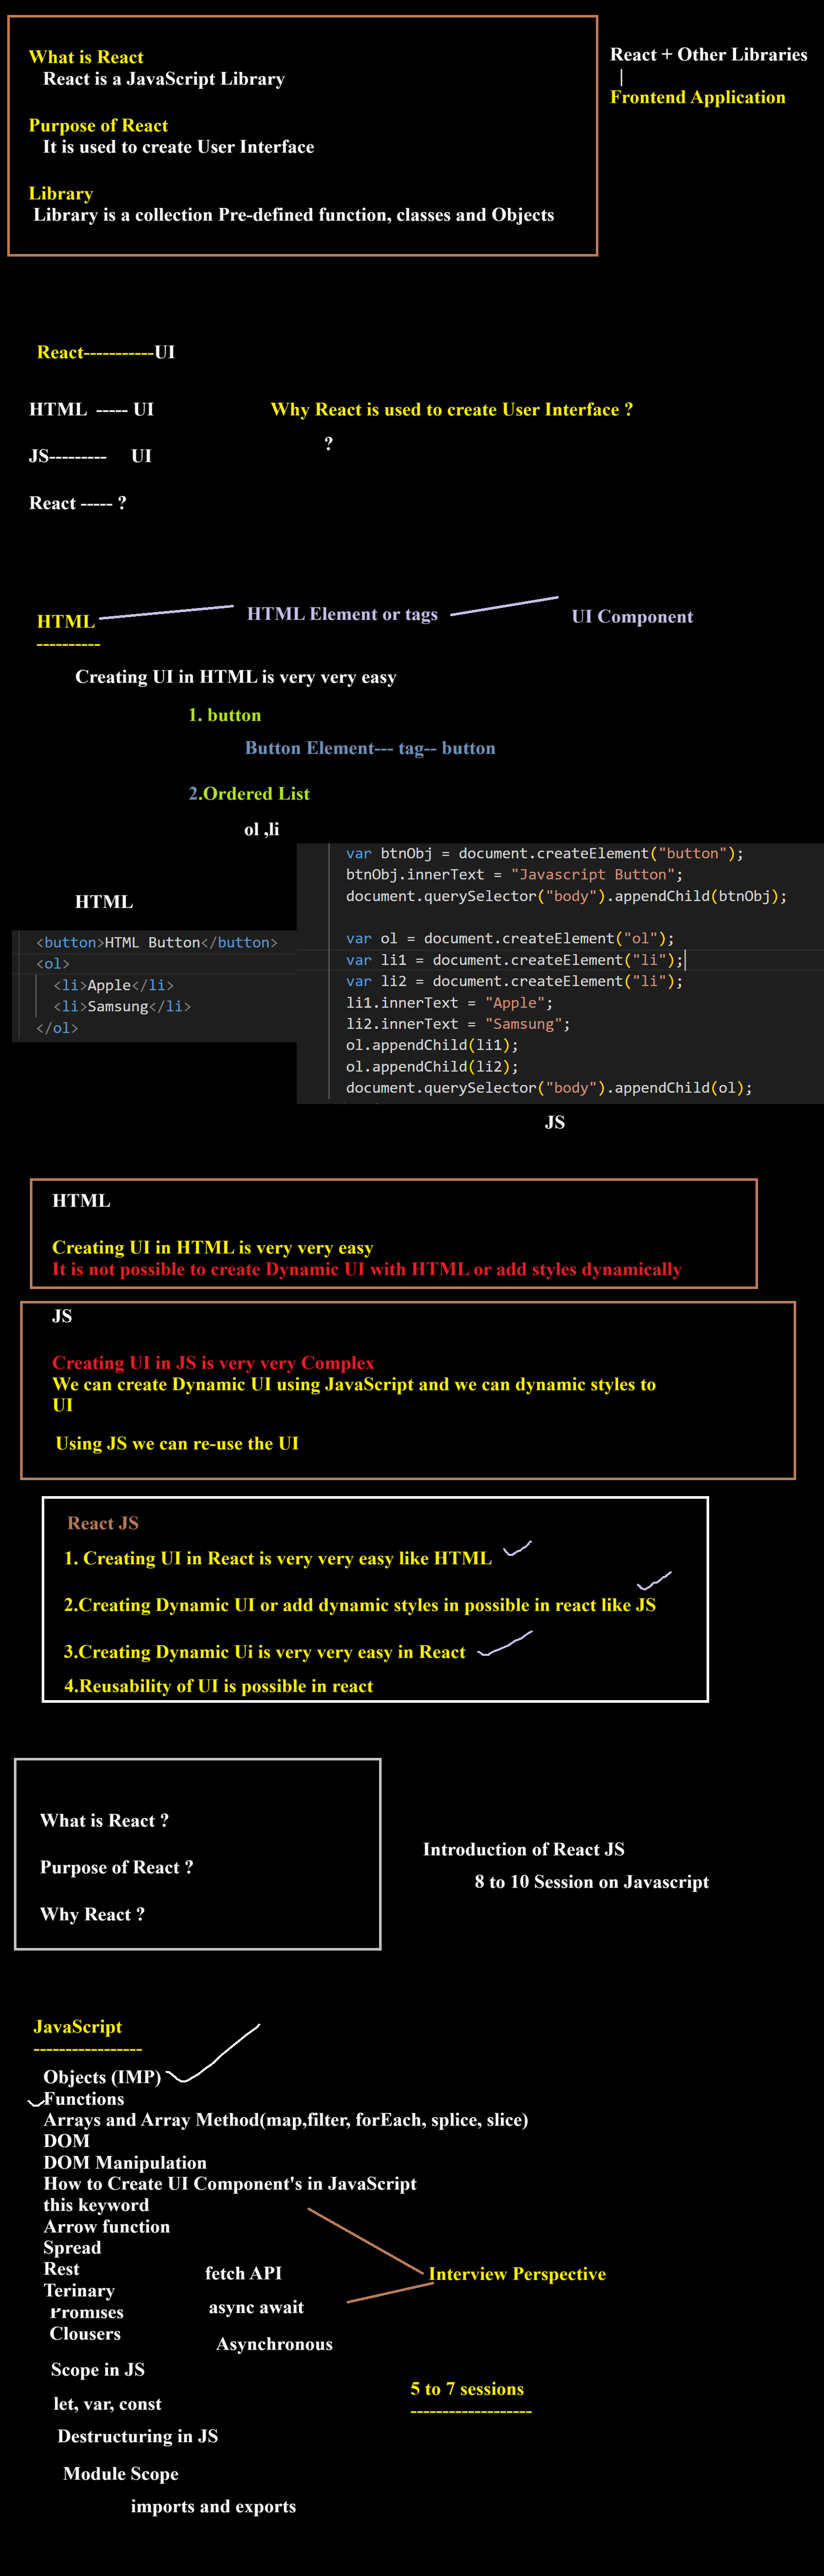 What is React
React is a JavaScript Library
React + Other Libraries
|
Frontend Application
Purpose of React
It is used to create User Interface
Library
Library is a collection Pre-defined function, classes and Objects
React-----------UI
HTML ----- UI
Why React is used to create User Interface ?
?
JS--------- UI
React ----- ?
HTML
----------
HTML Element or tags
UI Component
Creating UI in HTML is very very easy
1. button
Button Element--- tag-- button
2.Ordered List
ol ,li
HTML
<button>HTML Button</button>
<ol>
<li>Apple</li>
<li>Samsung</li>
</ol>
var btnObj = document.createElement("button");
btnObj.innerText = "Javascript Button";
document.querySelector("body").appendChild(btnObj);
var ol = document.createElement("ol");
var li1 = document.createElement("li");
var li2 = document.createElement("li");
li1.innerText = "Apple";
li2.innerText = "Samsung";
ol.appendChild(li1);
ol.appendChild(li2);
document.querySelector("body").appendChild(ol);
JS
HTML
Creating UI in HTML is very very easy
It is not possible to create Dynamic UI with HTML or add styles dynamically
JS
Creating UI in JS is very very Complex
We can create Dynamic UI using JavaScript and we can dynamic styles to
UI
Using JS we can re-use the UI
React JS
1. Creating UI in React is very very easy like HTML
2.Creating Dynamic UI or add dynamic styles in possible in react like JS
3.Creating Dynamic Ui is very very easy in React
4.Reusability of UI is possible in react
What is React ?
Purpose of React ?
Why React ?
Introduction of React JS
8 to 10 Session on Javascript
JavaScript
-----------------
Objects (IMP)
Functions
Arrays and Array Method(map,filter, forEach, splice, slice)
DOM
DOM Manipulation
How to Create UI Component's in JavaScript
this keyword
Arrow function
Spread
Rest
Terinary
Promises
Clousers
Scope in JS
let, var, const
Destructuring in JS
Module Scope
imports and exports
fetch API
async await
Asynchronous
Interview Perspective
5 to 7 sessions
-------------------